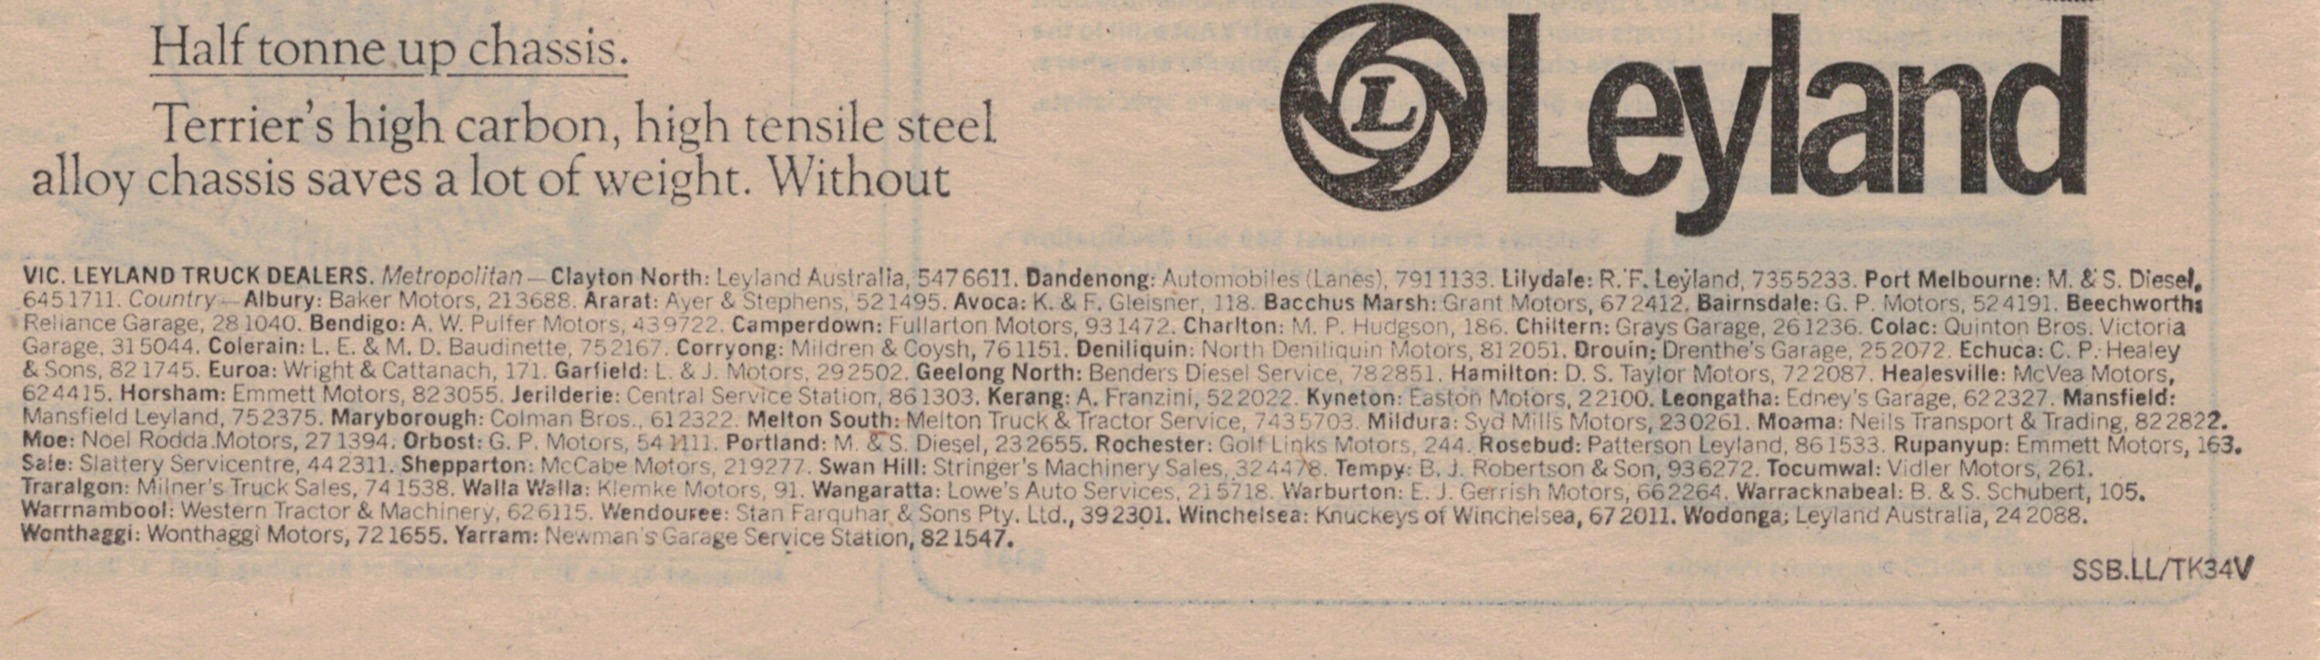 Half tonne up chassis.
Terrier's high carbon, high tensile steel
alloy chassis saves a lot of weight. Without
L Leyland
VIC. LEYLAND TRUCK DEALERS. Metropolitan – Clayton North: Leyland Australia, 547 6611. Dandenong: Automobiles (Lanes), 791 1133. Lilydale: R. F. Leyland, 735 5233. Port Melbourne: M. & S. Diesel,
645 1711. Country – Albury: Baker Motors, 21 3688. Ararat: Ayer & Stephens, 52 1495. Avoca: K. & F. Gleisner, 118. Bacchus Marsh: Grant Motors, 67 2412. Bairnsdale: G. P. Motors, 52 4191. Beechworth:
Reliance Garage, 28 1040. Bendigo: A. W. Pulfer Motors, 43 9722. Camperdown: Fullarton Motors, 93 1472. Charlton: M. P. Hudgson, 186. Chiltern: Grays Garage, 26 1236. Colac: Quinton Bros. Victoria
Garage, 31 5044. Colerain: L. E. & M. D. Baudinette, 75 2167. Corryong: Mildren & Coysh, 76 1151. Deniliquin: North Deniliquin Motors, 81 2051. Drouin: Drenthe's Garage, 25 2072. Echuca: C. P. Healey
& Sons, 82 1745. Euroa: Wright & Cattanach, 171. Garfield: L. & J. Motors, 29 2502. Geelong North: Benders Diesel Service, 78 2851. Hamilton: D. S. Taylor Motors, 72 2087. Healesville: McVea Motors,
62 4415. Horsham: Emmett Motors, 82 3055. Jerilderie: Central Service Station, 86 1303. Kerang: A. Franzini, 52 2022. Kyneton: Easton Motors, 22100. Leongatha: Edney's Garage, 62 2327. Mansfield:
Mansfield Leyland, 75 2375. Maryborough: Colman Bros., 61 2322. Melton South: Melton Truck & Tractor Service, 743 5703. Mildura: Syd Mills Motors, 23 0261. Moama: Neils Transport & Trading, 82 2822.
Moe: Noel Rodda Motors, 27 1394. Orbost: G. P. Motors, 54 1111. Portland: M. & S. Diesel, 23 2655. Rochester: Golf Links Motors, 244. Rosebud: Patterson Leyland, 86 1533. Rupanyup: Emmett Motors, 163.
Sale: Slattery Servicentre, 44 2311. Shepparton: McCabe Motors, 21 9277. Swan Hill: Stringer's Machinery Sales, 32 4478. Tempy: B. J. Robertson & Son, 93 6272. Tocumwal: Vidler Motors, 261.
Traralgon: Milner's Truck Sales, 74 1538. Walla Walla: Klemke Motors, 91. Wangaratta: Lowe's Auto Services, 21 5718. Warburton: E. J. Gerrish Motors, 66 2264. Warracknabeal: B. & S. Schubert, 105.
Warrnambool: Western Tractor & Machinery, 62 6115. Wendouree: Stan Farquhar & Sons Pty. Ltd., 39 2301. Winchelsea: Knuckeys of Winchelsea, 67 2011. Wodonga: Leyland Australia, 24 2088.
Wonthaggi: Wonthaggi Motors, 72 1655. Yarram: Newman's Garage Service Station, 82 1547.
SSB.LL/TK34V